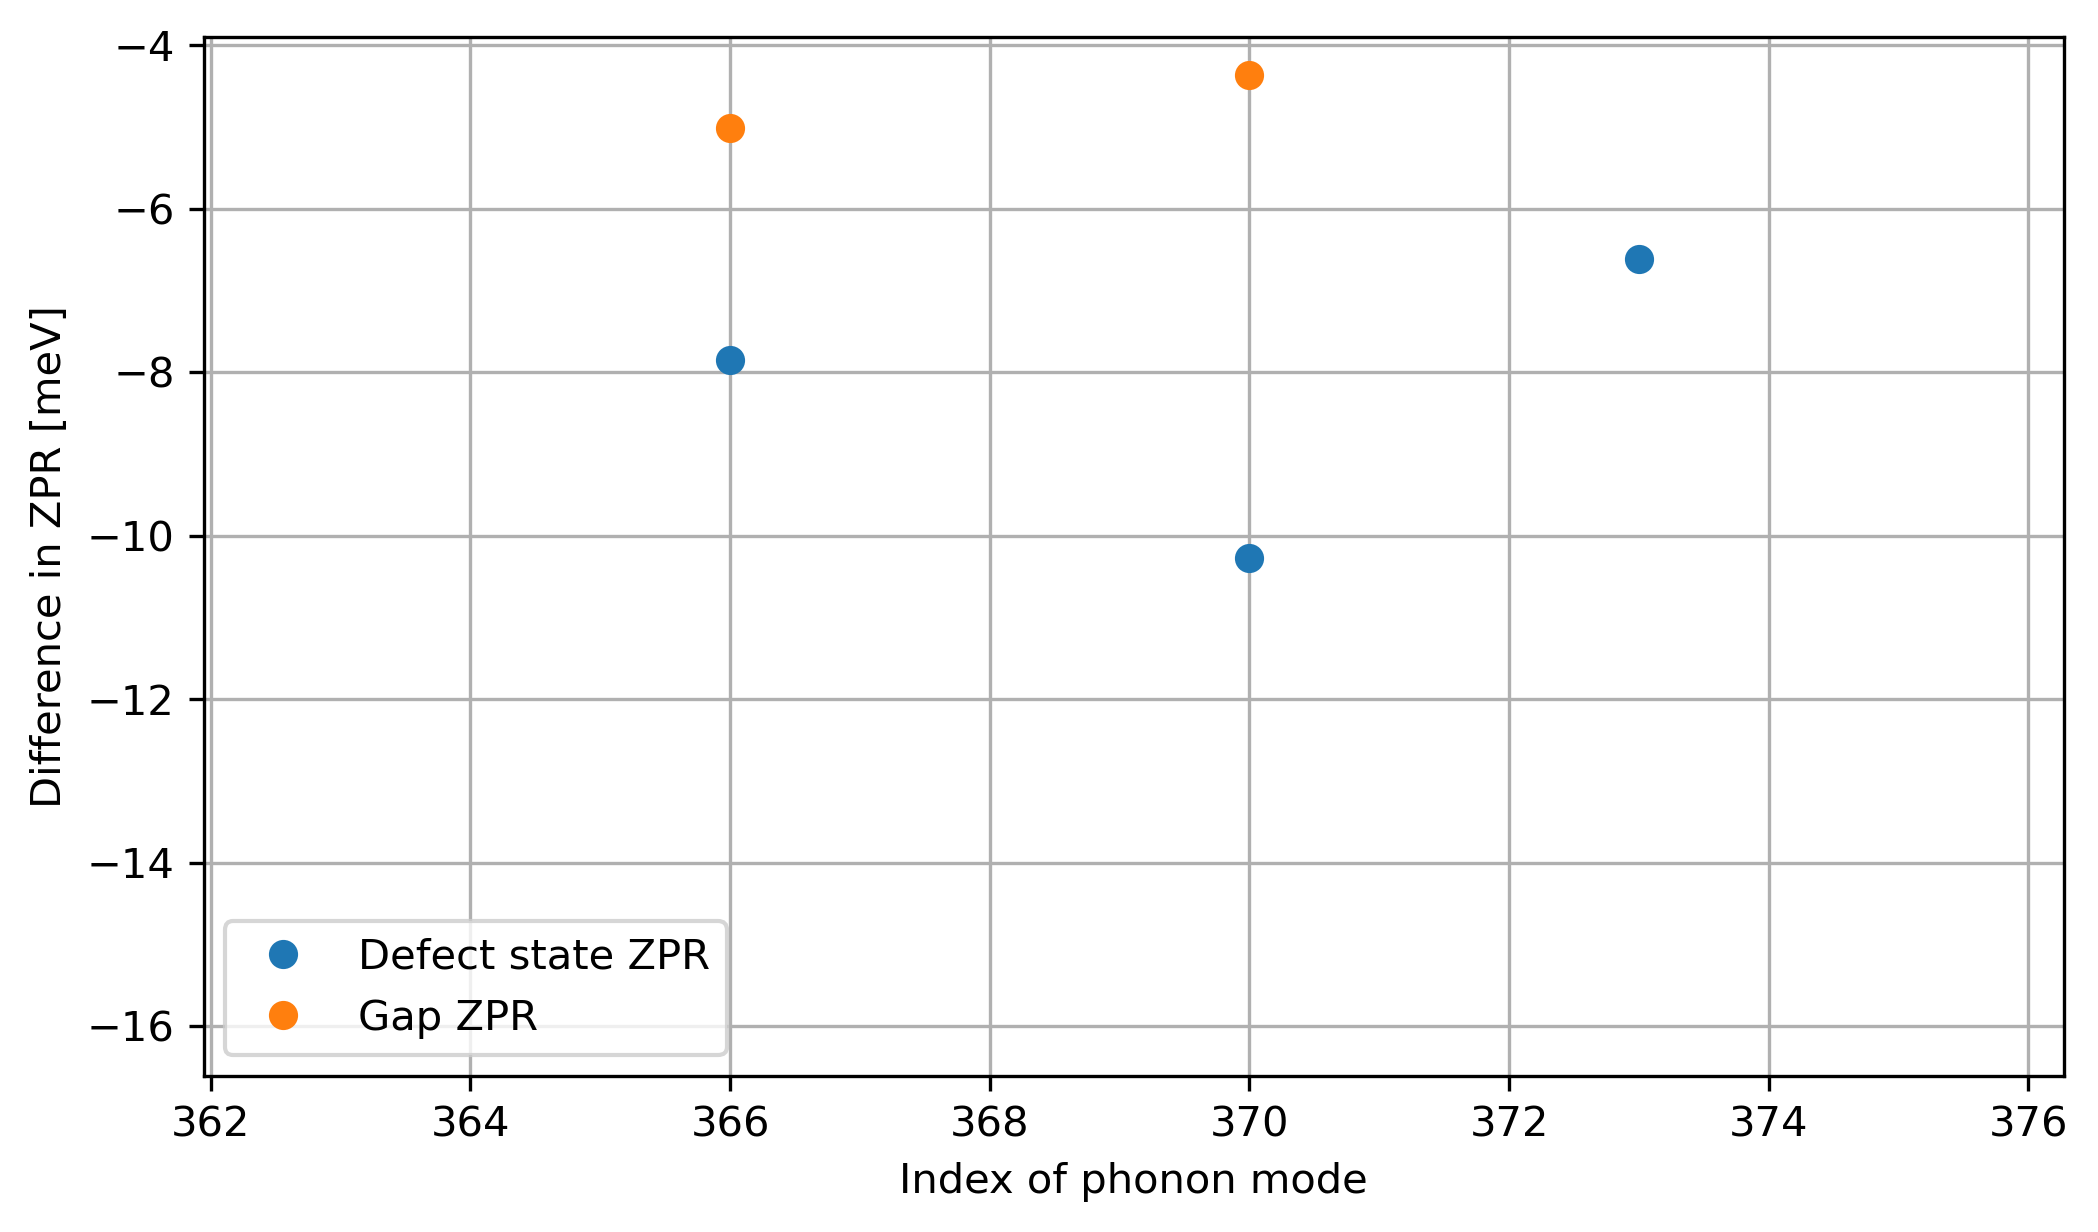 Difference in ZPR [meV]
−4
−6
−8
−10
−12
−14
−16
Defect state ZPR
Gap ZPR
362 364 366 368 370 372 374 376
Index of phonon mode